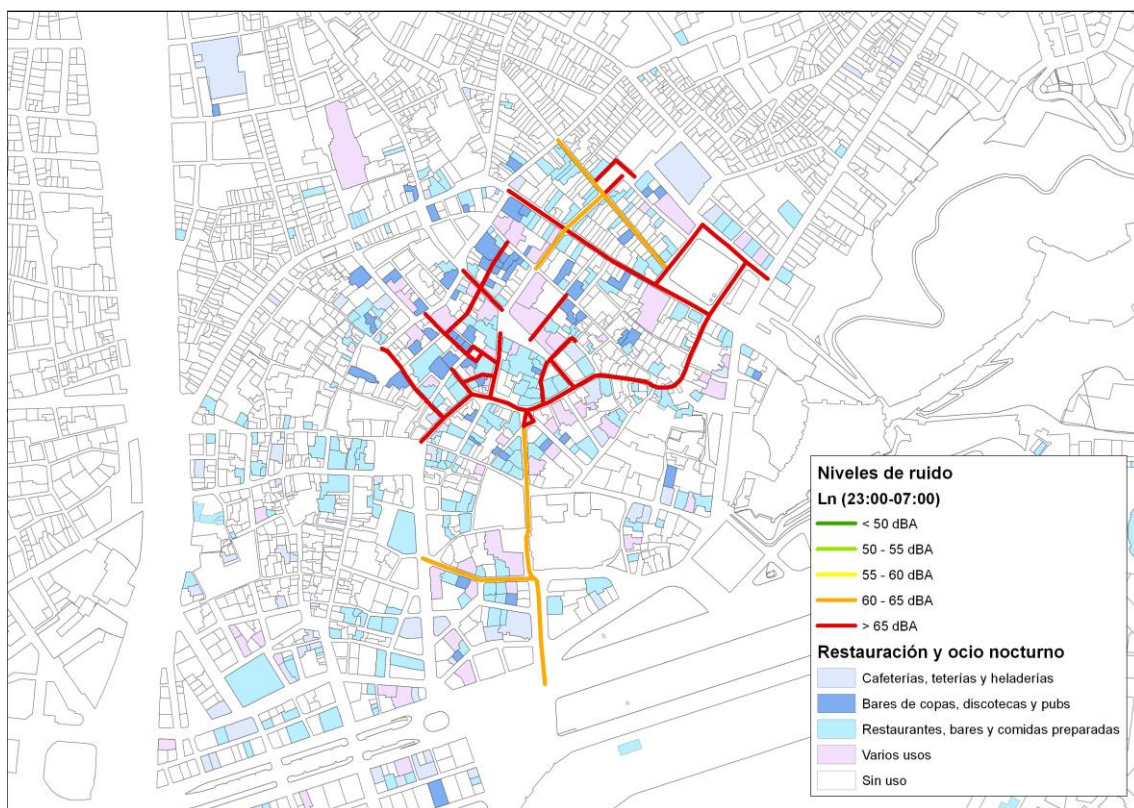 Niveles de ruido
Ln (23:00-07:00)
< 50 dBA
50 - 55 dBA
55 - 60 dBA
60 - 65 dBA
> 65 dBA
Restauración y ocio nocturno
Cafeterías, teterías y heladerías
Bares de copas, discotecas y pubs
Restaurantes, bares y comidas preparadas
Varios usos
Sin uso